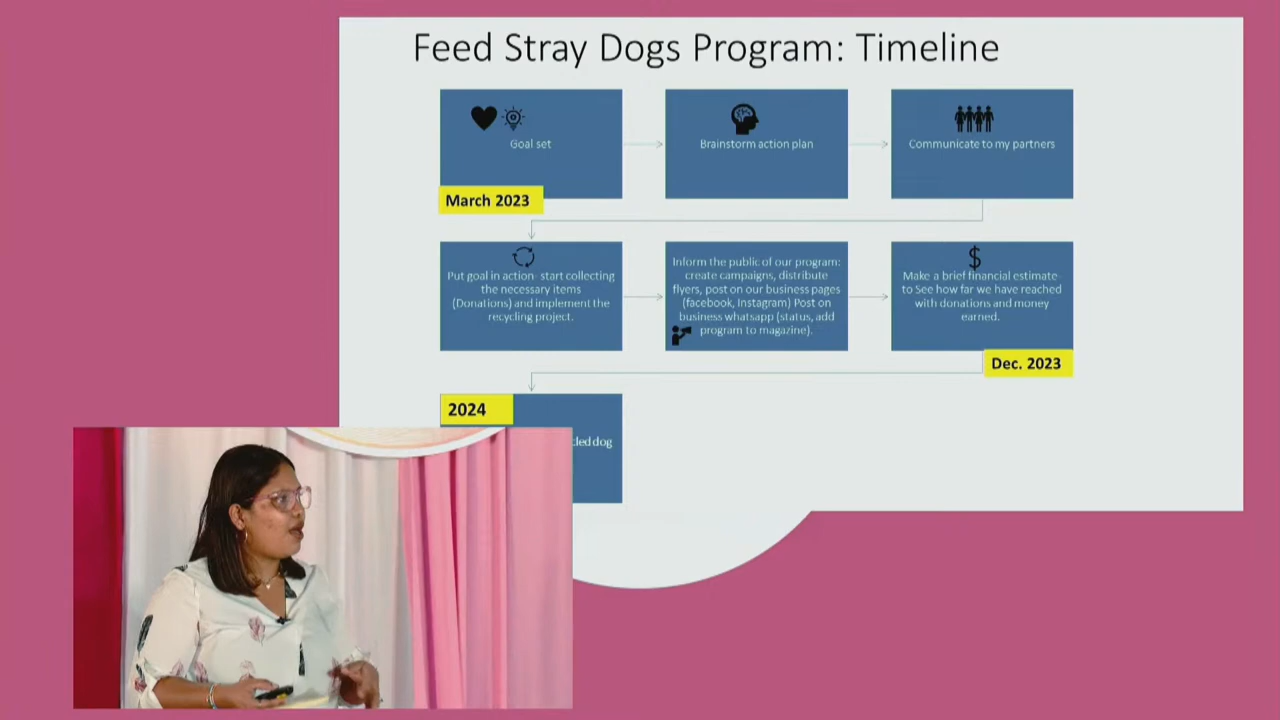 Feed Stray Dogs Program: Timeline
Goal set
March 2023
Brainstorm action plan
Communicate to my partners
Put goal in action- start collecting
the necessary items
(Donations) and implement the
recycling project.
Inform the public of our program:
create campaigns, distribute
flyers, post on our business pages
(facebook, Instagram) Post on
business whatsapp (status, add
program to magazine).
$
Make a brief financial estimate
to See how far we have reached
with donations and money
earned.
Dec. 2023
2024
dog